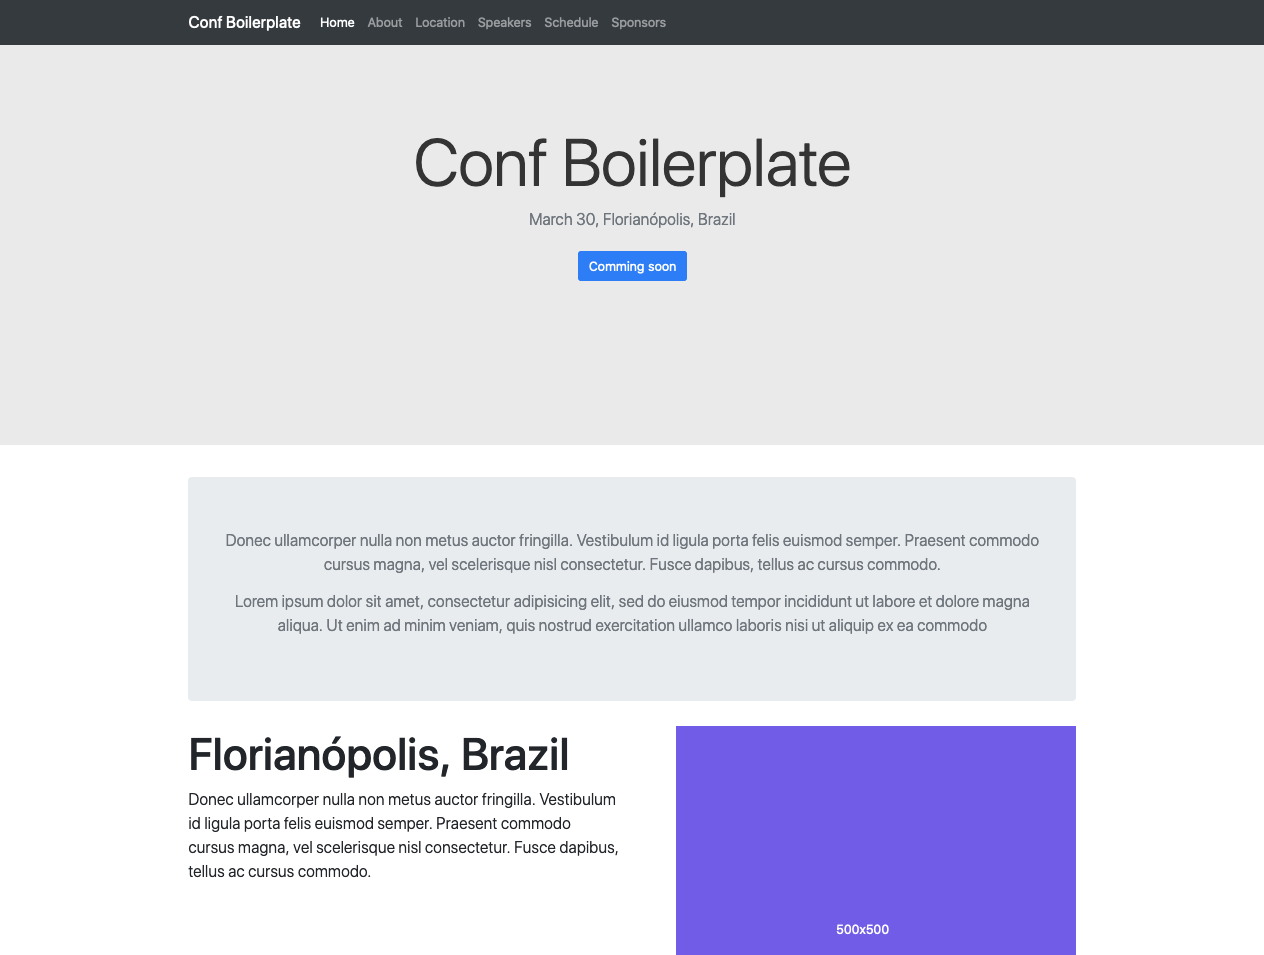 Conf Boilerplate Home About Location Speakers Schedule Sponsors
Conf Boilerplate
March 30, Florianópolis, Brazil
Comming soon
Donec ullamcorper nulla non metus auctor fringilla. Vestibulum id ligula porta felis euismod semper. Praesent commodo
cursus magna, vel scelerisque nisl consectetur. Fusce dapibus, tellus ac cursus commodo.
Lorem ipsum dolor sit amet, consectetur adipisicing elit, sed do eiusmod tempor incididunt ut labore et dolore magna
aliqua. Ut enim ad minim veniam, quis nostrud exercitation ullamco laboris nisi ut aliquip ex ea commodo
Florianópolis, Brazil
Donec ullamcorper nulla non metus auctor fringilla. Vestibulum
id ligula porta felis euismod semper. Praesent commodo
cursus magna, vel scelerisque nisl consectetur. Fusce dapibus,
tellus ac cursus commodo.
500x500